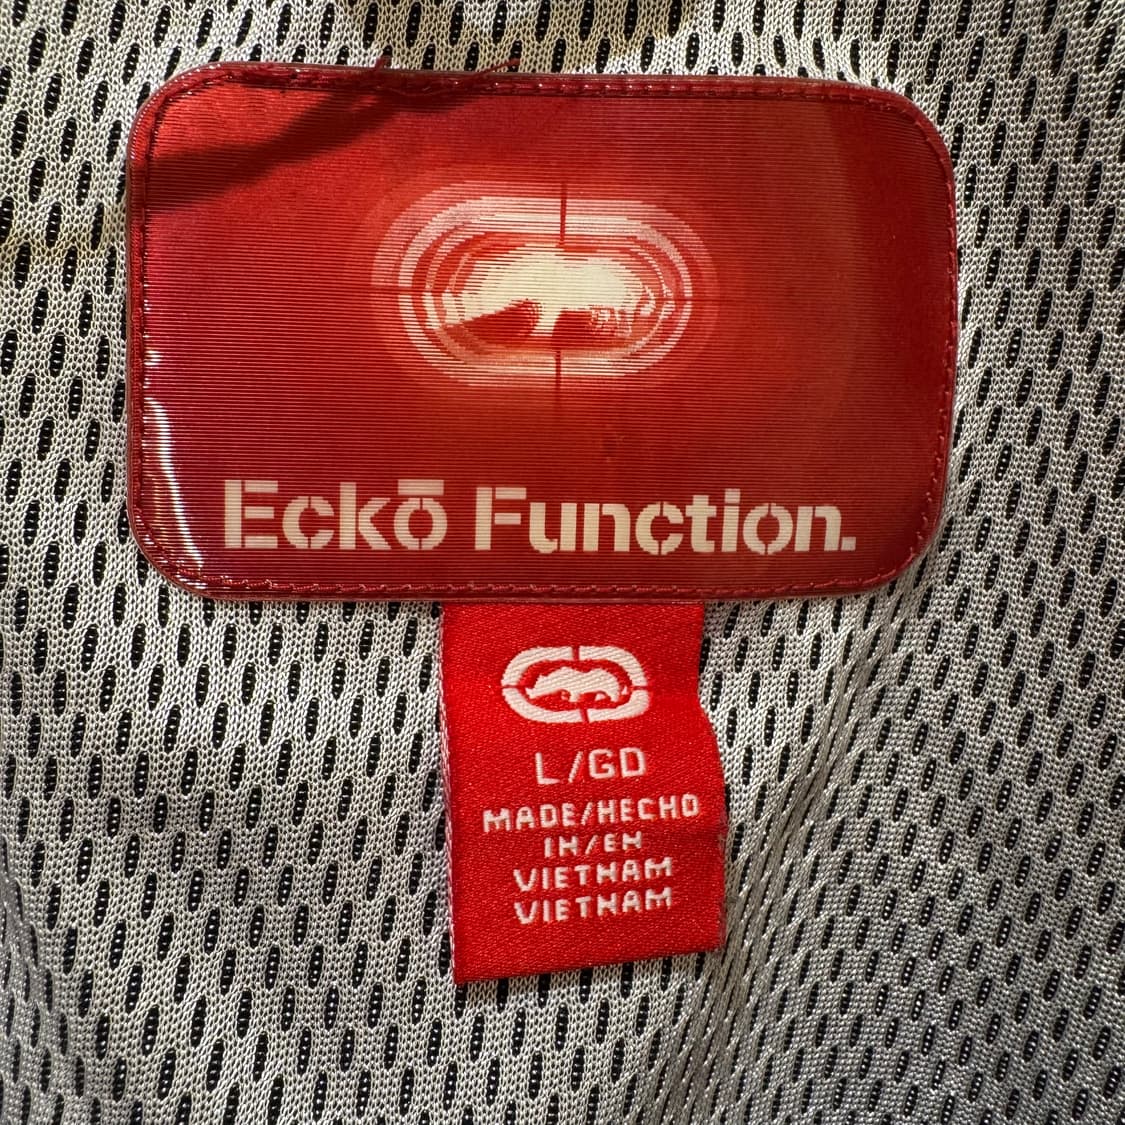 Eckō Function.
L/GD
MADE/HECHO
IN/EN
VIETNAM
VIETNAM